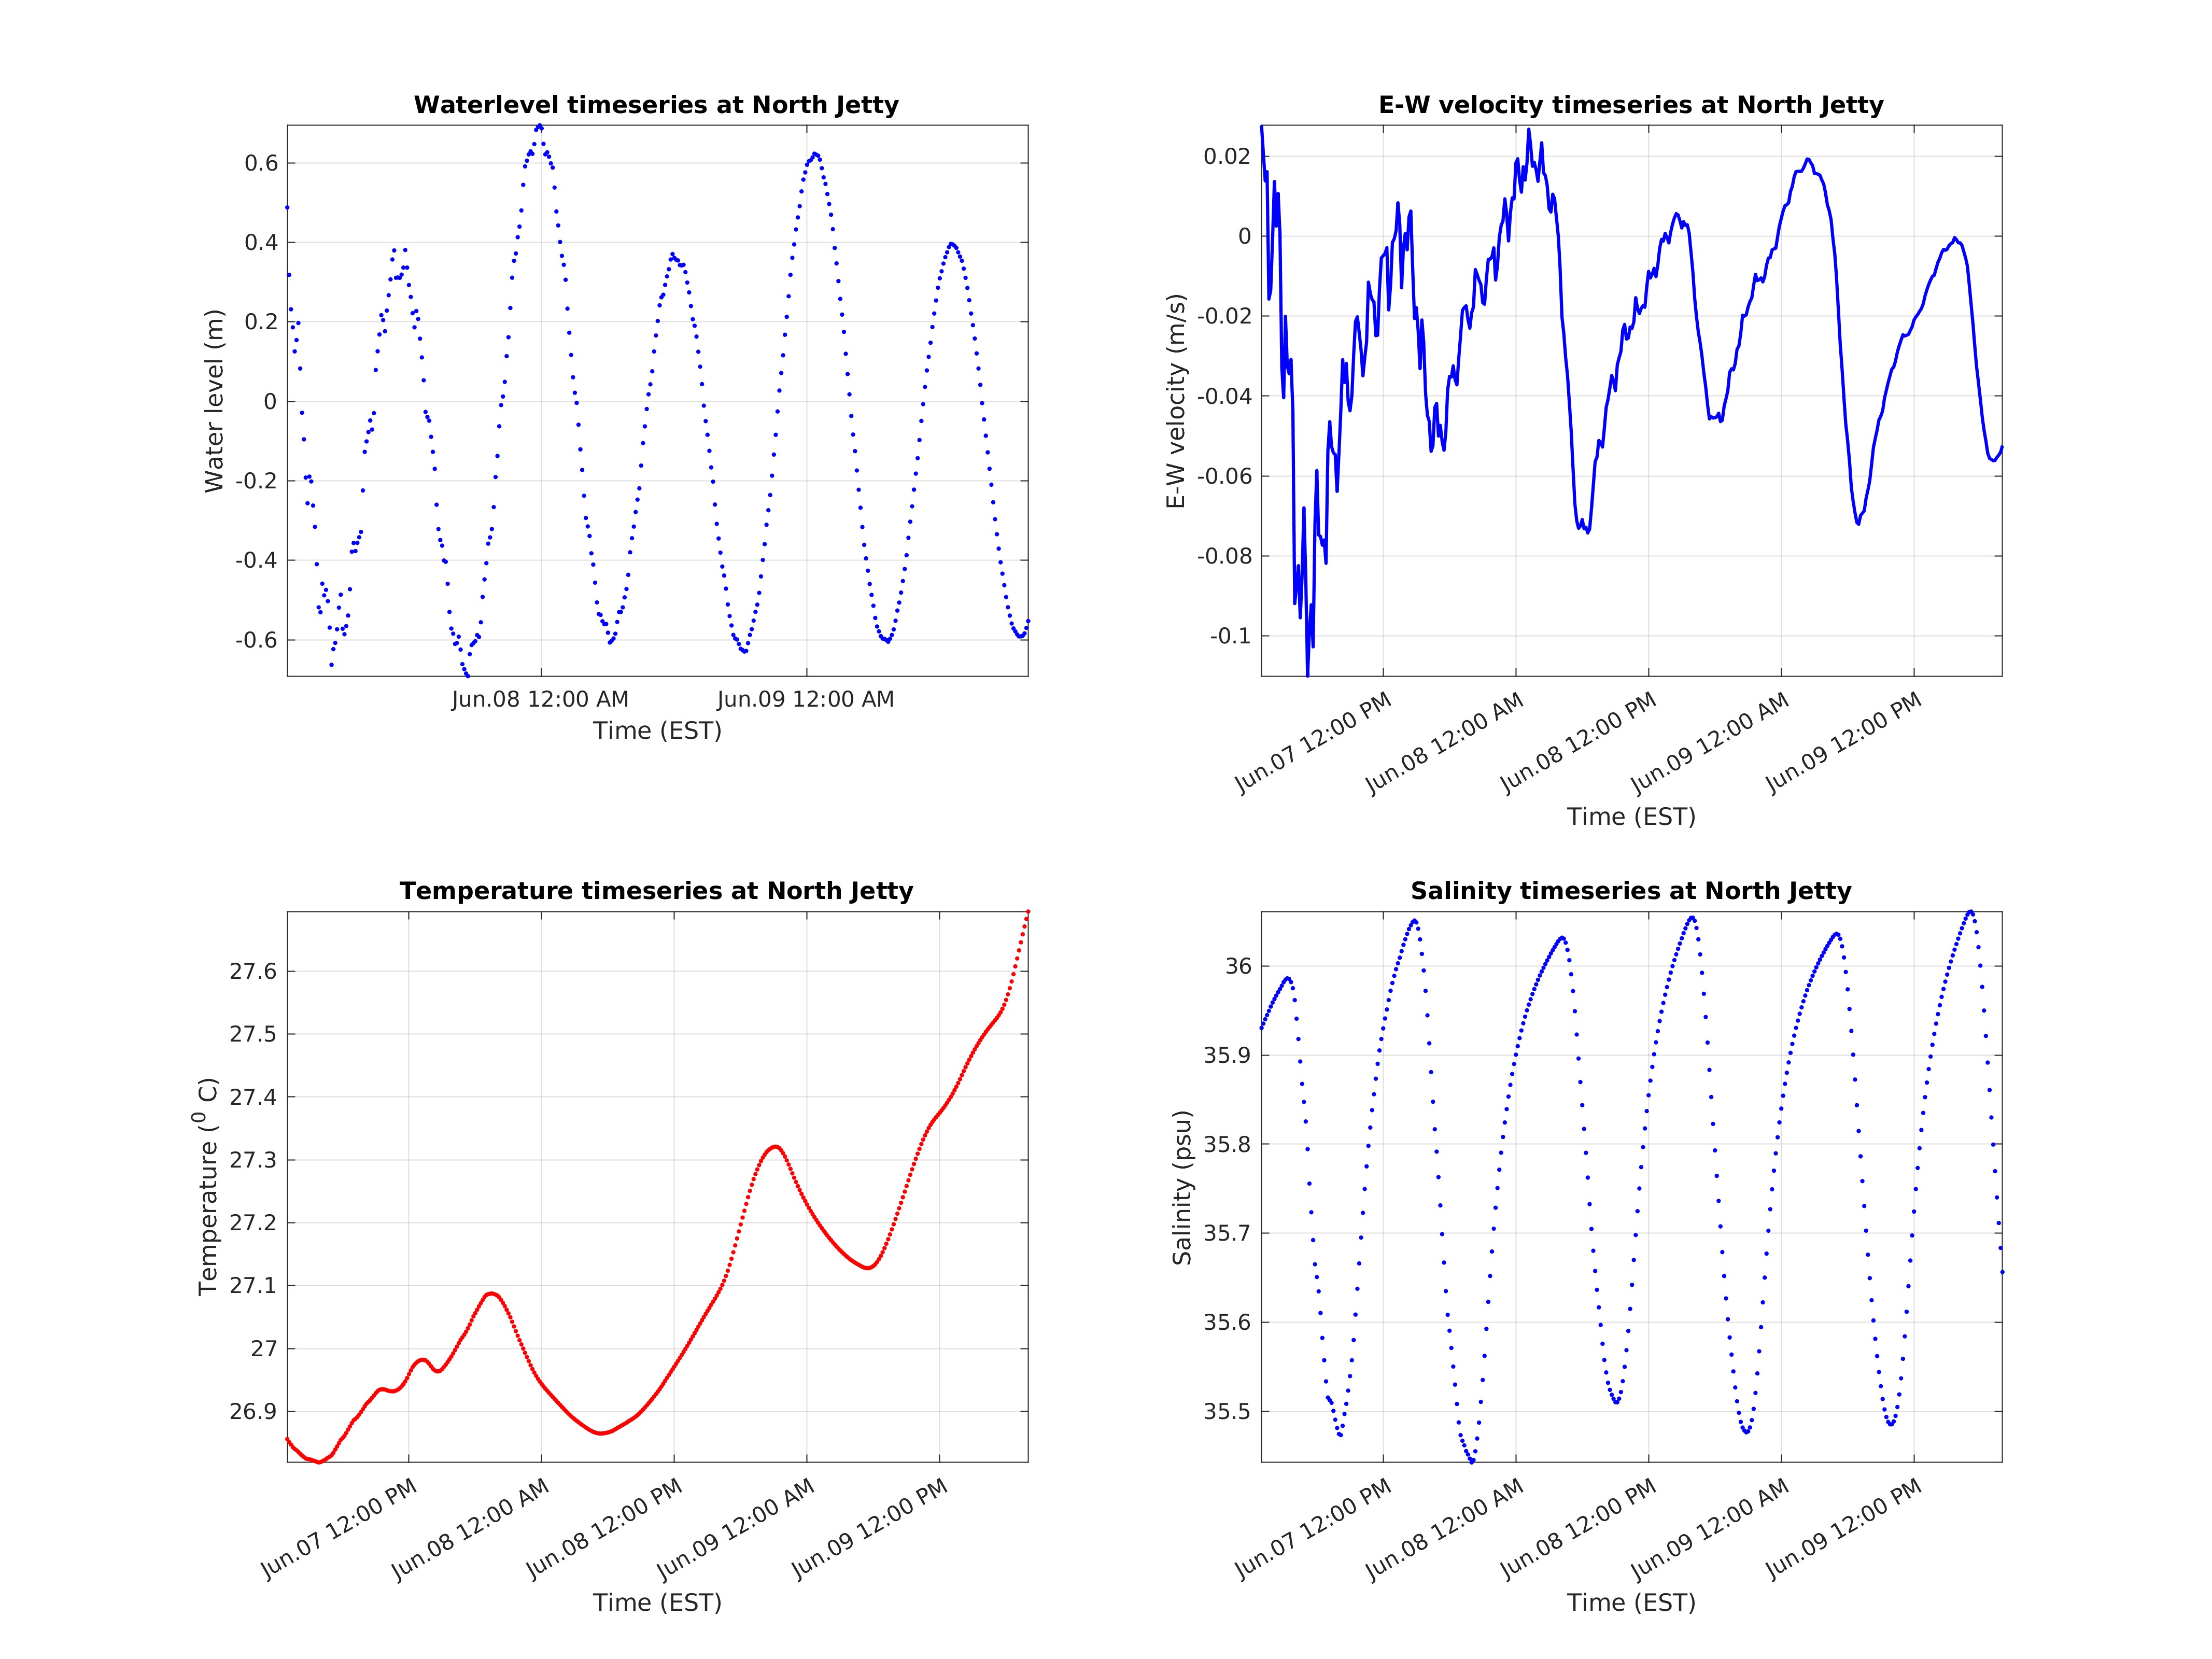 Waterlevel timeseries at North Jetty
0.6
0.4
0.2
0
-0.2
-0.4
-0.6
Water level (m)
Jun.08 12:00 AM
Jun.09 12:00 AM
Time (EST)
E-W velocity timeseries at North Jetty
0.02
0
-0.02
-0.04
-0.06
-0.08
-0.1
E-W velocity (m/s)
Jun.07 12:00 PM
Jun.08 12:00 AM
Jun.08 12:00 PM
Jun.09 12:00 AM
Jun.09 12:00 PM
Time (EST)
Temperature timeseries at North Jetty
27.6
27.5
27.4
27.3
27.2
27.1
27
26.9
Temperature (⁰ C)
Jun.07 12:00 PM
Jun.08 12:00 AM
Jun.08 12:00 PM
Jun.09 12:00 AM
Jun.09 12:00 PM
Time (EST)
Salinity timeseries at North Jetty
36
35.9
35.8
35.7
35.6
35.5
Salinity (psu)
Jun.07 12:00 PM
Jun.08 12:00 AM
Jun.08 12:00 PM
Jun.09 12:00 AM
Jun.09 12:00 PM
Time (EST)